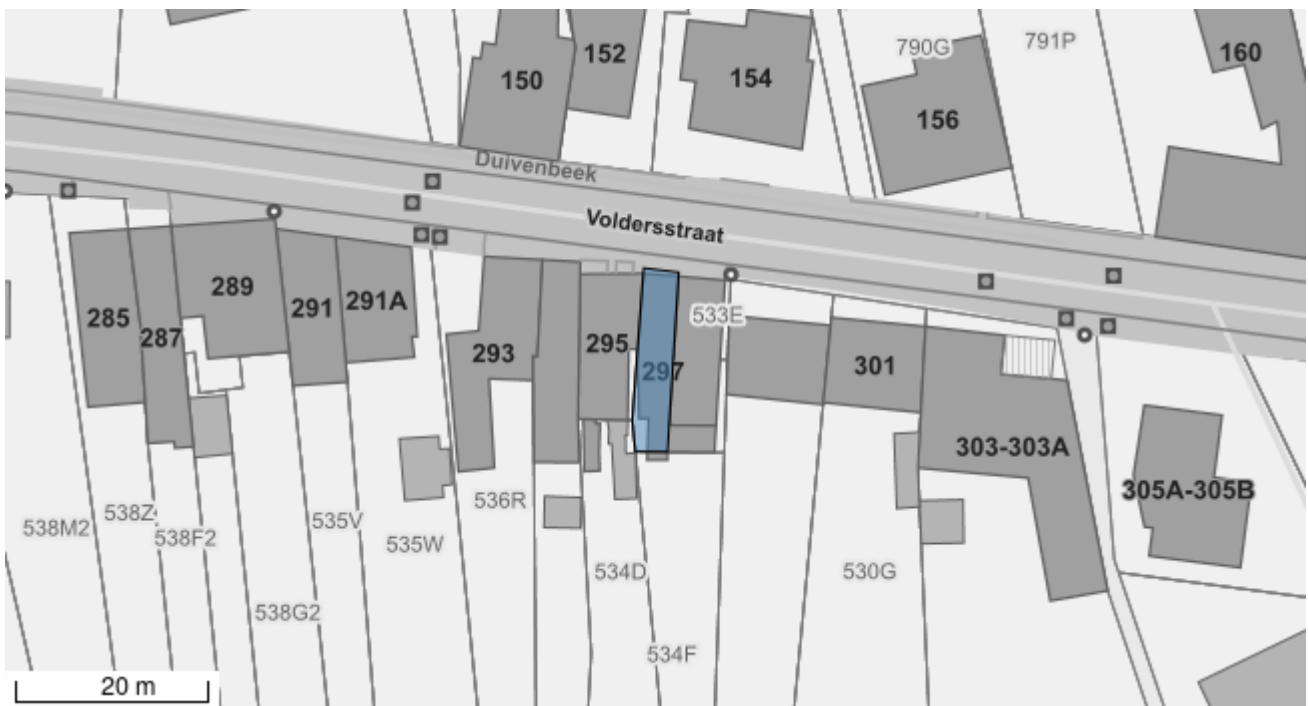 790G
791P
160
152
150
154
156
Duivenbeek
Voldersstraat
289
291
291A
285
287
533E
295
293
297
301
303-303A
305A-305B
536R
538Z
535V
538M2
538F2
535W
534D
530G
538G2
534F
20 m